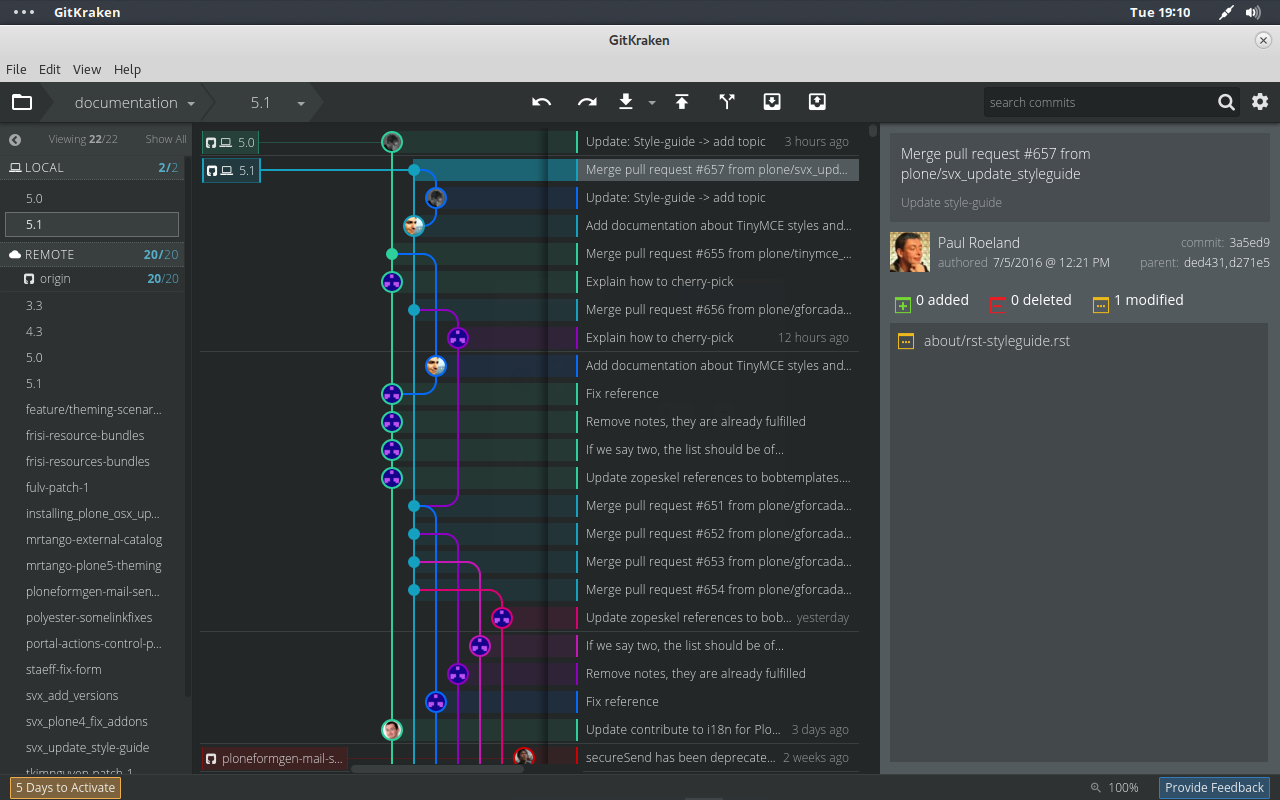 GitKraken
Tue 19:10
GitKraken
File Edit View Help
documentation
5.1
search commits
Viewing 22/22 Show All
LOCAL 2/2
5.0
5.1
REMOTE 20/20
origin 20/20
3.3
4.3
5.0
5.1
feature/theming-scenar...
frisi-resource-bundles
frisi-resources-bundles
fulv-patch-1
installing_plone_osx_up...
mrtango-external-catalog
mrtango-plone5-theming
ploneformgen-mail-sen...
polyester-somelinkfixes
portal-actions-control-p...
staeff-fix-form
svx_add_versions
svx_plone4_fix_addons
svx_update_style-guide
tkimnguyen-patch-1
5.0
5.1
ploneformgen-mail-s...
Update: Style-guide -> add topic 3 hours ago
Merge pull request #657 from plone/svx_upd...
Update: Style-guide -> add topic
Add documentation about TinyMCE styles and...
Merge pull request #655 from plone/tinymce_...
Explain how to cherry-pick
Merge pull request #656 from plone/gforcada...
Explain how to cherry-pick 12 hours ago
Add documentation about TinyMCE styles and...
Fix reference
Remove notes, they are already fulfilled
If we say two, the list should be of...
Update zopeskel references to bobtemplates....
Merge pull request #651 from plone/gforcada...
Merge pull request #652 from plone/gforcada...
Merge pull request #653 from plone/gforcada...
Merge pull request #654 from plone/gforcada...
Update zopeskel references to bob... yesterday
If we say two, the list should be of...
Remove notes, they are already fulfilled
Fix reference
Update contribute to i18n for Plo... 3 days ago
secureSend has been deprecate... 2 weeks ago
Merge pull request #657 from
plone/svx_update_styleguide
Update style-guide
Paul Roeland
commit: 3a5ed9
authored 7/5/2016 @ 12:21 PM
parent: ded431,d271e5
0 added 0 deleted 1 modified
about/rst-styleguide.rst
5 Days to Activate
100%
Provide Feedback